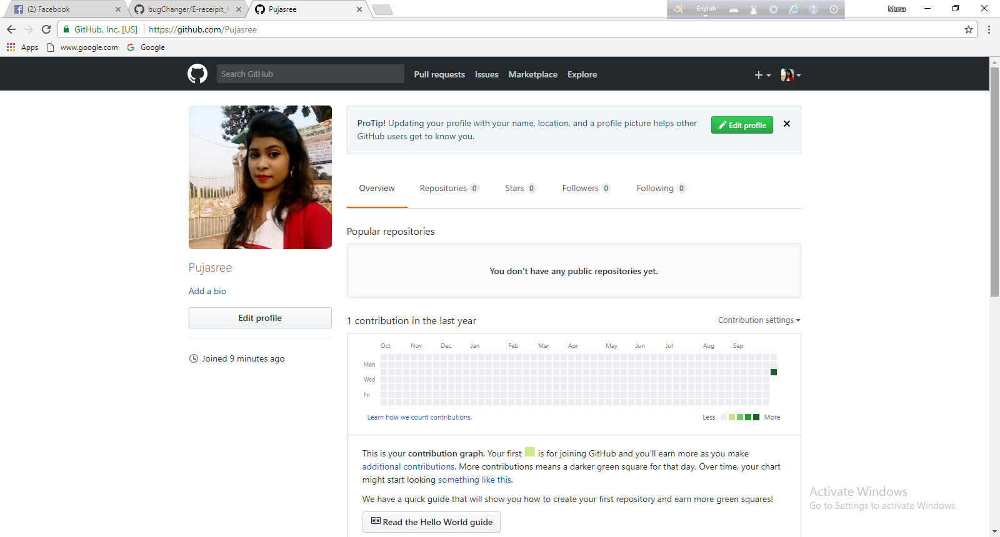 (2) Facebook
bugChanger/E-receipit_f
Pujasree
English
Muna
GitHub, Inc. [US]
https://github.com/Pujasree
Apps
www.google.com
Google
Search GitHub
Pull requests
Issues
Marketplace
Explore
ProTip! Updating your profile with your name, location, and a profile picture helps other
GitHub users get to know you.
Edit profile
Overview
Repositories 0
Stars 0
Followers 0
Following 0
Popular repositories
You don't have any public repositories yet.
Pujasree
Add a bio
Edit profile
Joined 9 minutes ago
1 contribution in the last year
Contribution settings
Oct Nov Dec Jan Feb Mar Apr May Jun Jul Aug Sep
Mon
Wed
Fri
Learn how we count contributions.
Less
More
This is your contribution graph. Your first is for joining GitHub and you'll earn more as you make
additional contributions. More contributions means a darker green square for that day. Over time, your chart
might start looking something like this.
We have a quick guide that will show you how to create your first repository and earn more green squares!
Read the Hello World guide
Activate Windows
Go to Settings to activate Windows.